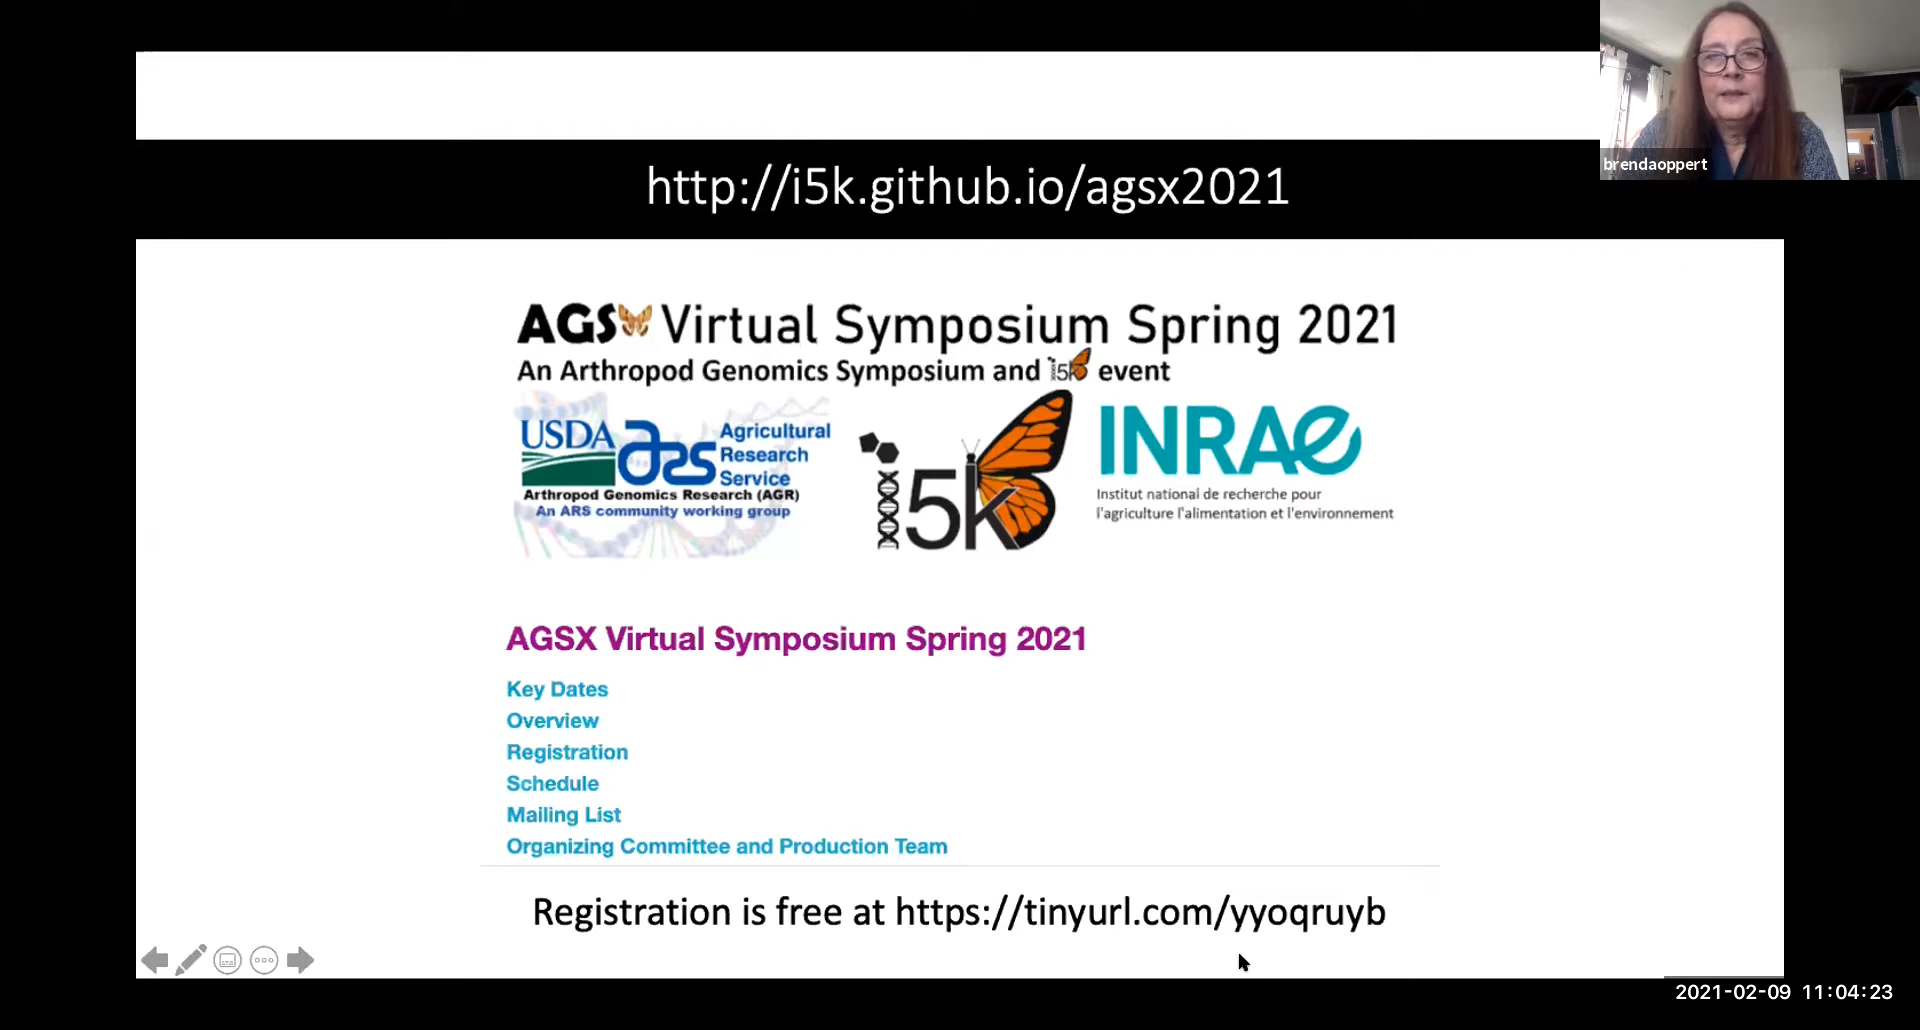 brendaoppert
http://i5k.github.io/agsx2021
AGS Virtual Symposium Spring 2021
An Arthropod Genomics Symposium and i5k event
USDA ars Agricultural
Research
Service
Arthropod Genomics Research (AGR)
An ARS community working group
i5k
INRAE
Institut national de recherche pour
l'agriculture l'alimentation et l'environnement
AGSX Virtual Symposium Spring 2021
Key Dates
Overview
Registration
Schedule
Mailing List
Organizing Committee and Production Team
Registration is free at https://tinyurl.com/yyoqruyb
2021-02-09 11:04:23